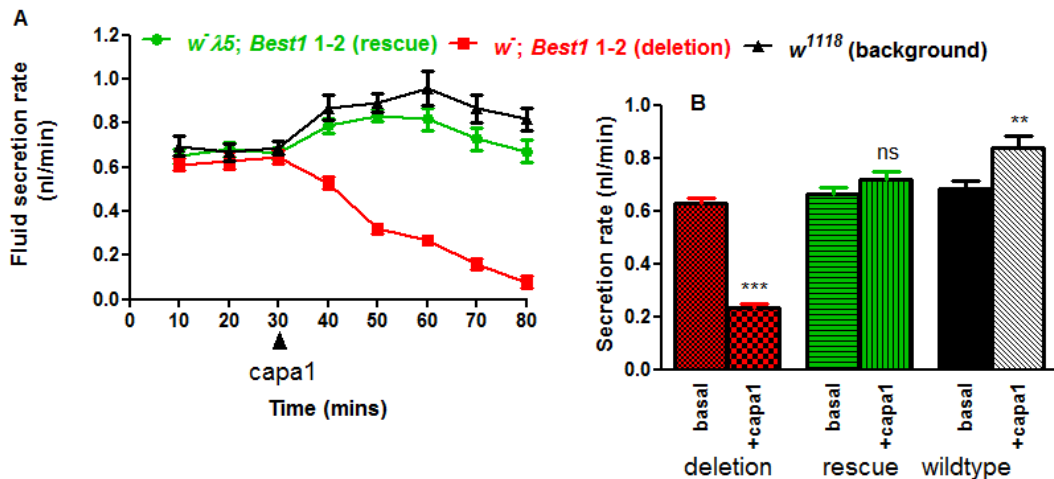 A
w⁻λ5; Best1 1-2 (rescue)
w⁻; Best1 1-2 (deletion)
w¹¹¹⁸ (background)
Fluid secretion rate
(nl/min)
1.2
1.0
0.8
0.6
0.4
0.2
0.0
0 10 20 30 40 50 60 70 80
capa1
Time (mins)
B
Secretion rate (nl/min)
1.0
0.8
0.6
0.4
0.2
0.0
***
ns
**
basal
+capa1
basal
+capa1
basal
+capa1
deletion rescue wildtype